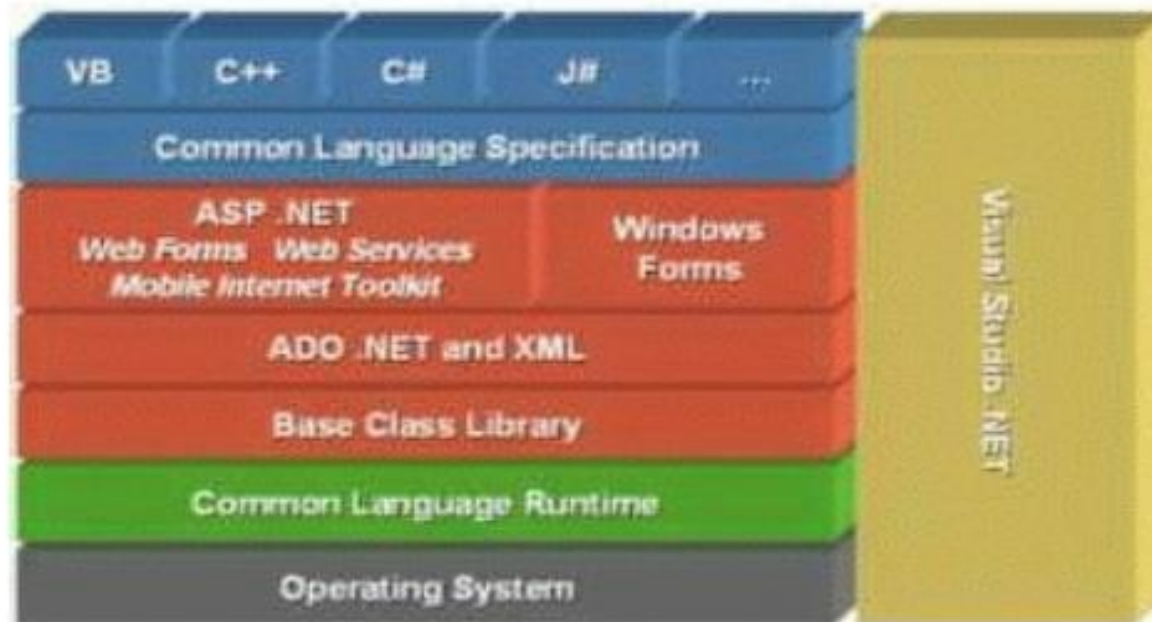 VB C++ C# J# ...
Common Language Specification
ASP .NET
Web Forms Web Services
Mobile Internet Toolkit
Windows
Forms
ADO .NET and XML
Base Class Library
Common Language Runtime
Operating System
Visual Studio .NET